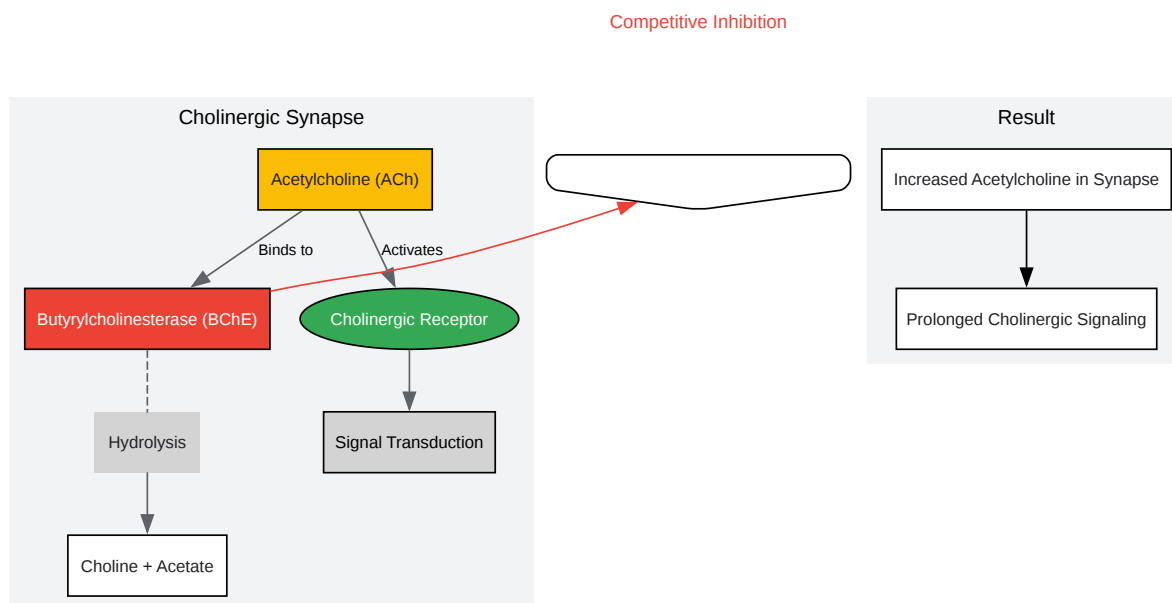 Competitive Inhibition
Cholinergic Synapse
Result
Acetylcholine (ACh)
Increased Acetylcholine in Synapse
Binds to
Activates
Butyrylcholinesterase (BChE)
Cholinergic Receptor
Prolonged Cholinergic Signaling
Hydrolysis
Signal Transduction
Choline + Acetate